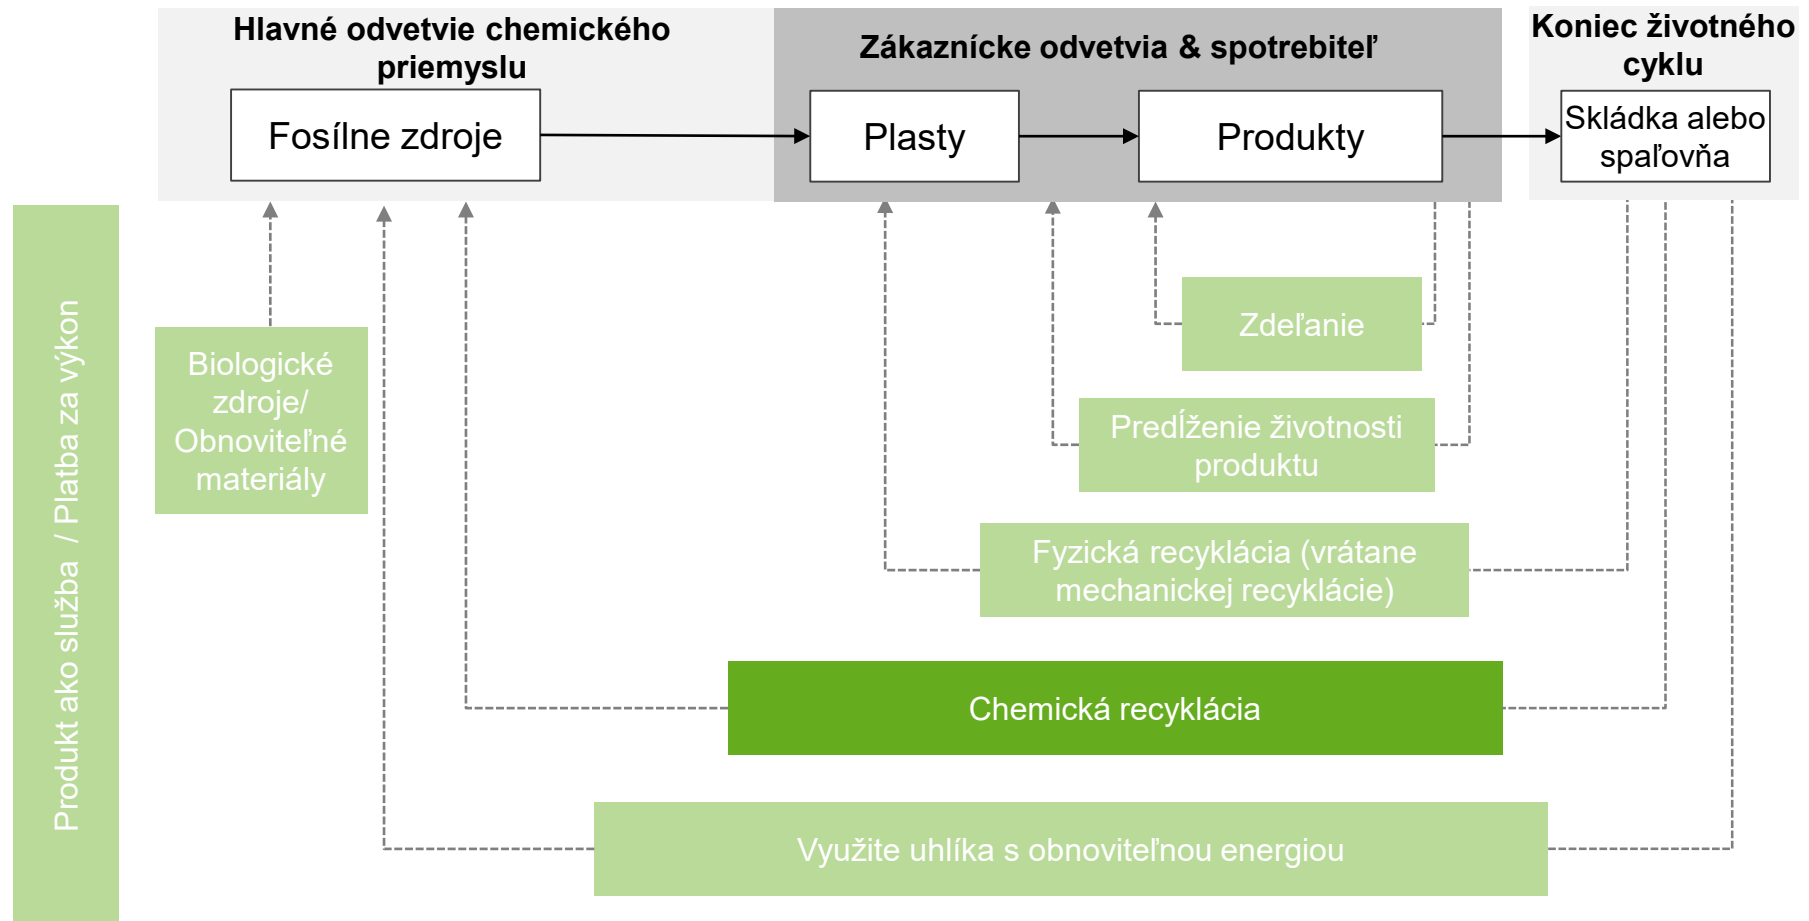 Hlavné odvetvie chemického
priemyslu
Zákaznícke odvetvia & spotrebiteľ
Koniec životného
cyklu
Fosílne zdroje
Plasty
Produkty
Skládka alebo
spaľovňa
Produkt ako služba / Platba za výkon
Biologické
zdroje/
Obnoviteľné
materiály
Zdeľanie
Predĺženie životnosti
produktu
Fyzická recyklácia (vrátane
mechanickej recyklácie)
Chemická recyklácia
Využite uhlíka s obnoviteľnou energiou